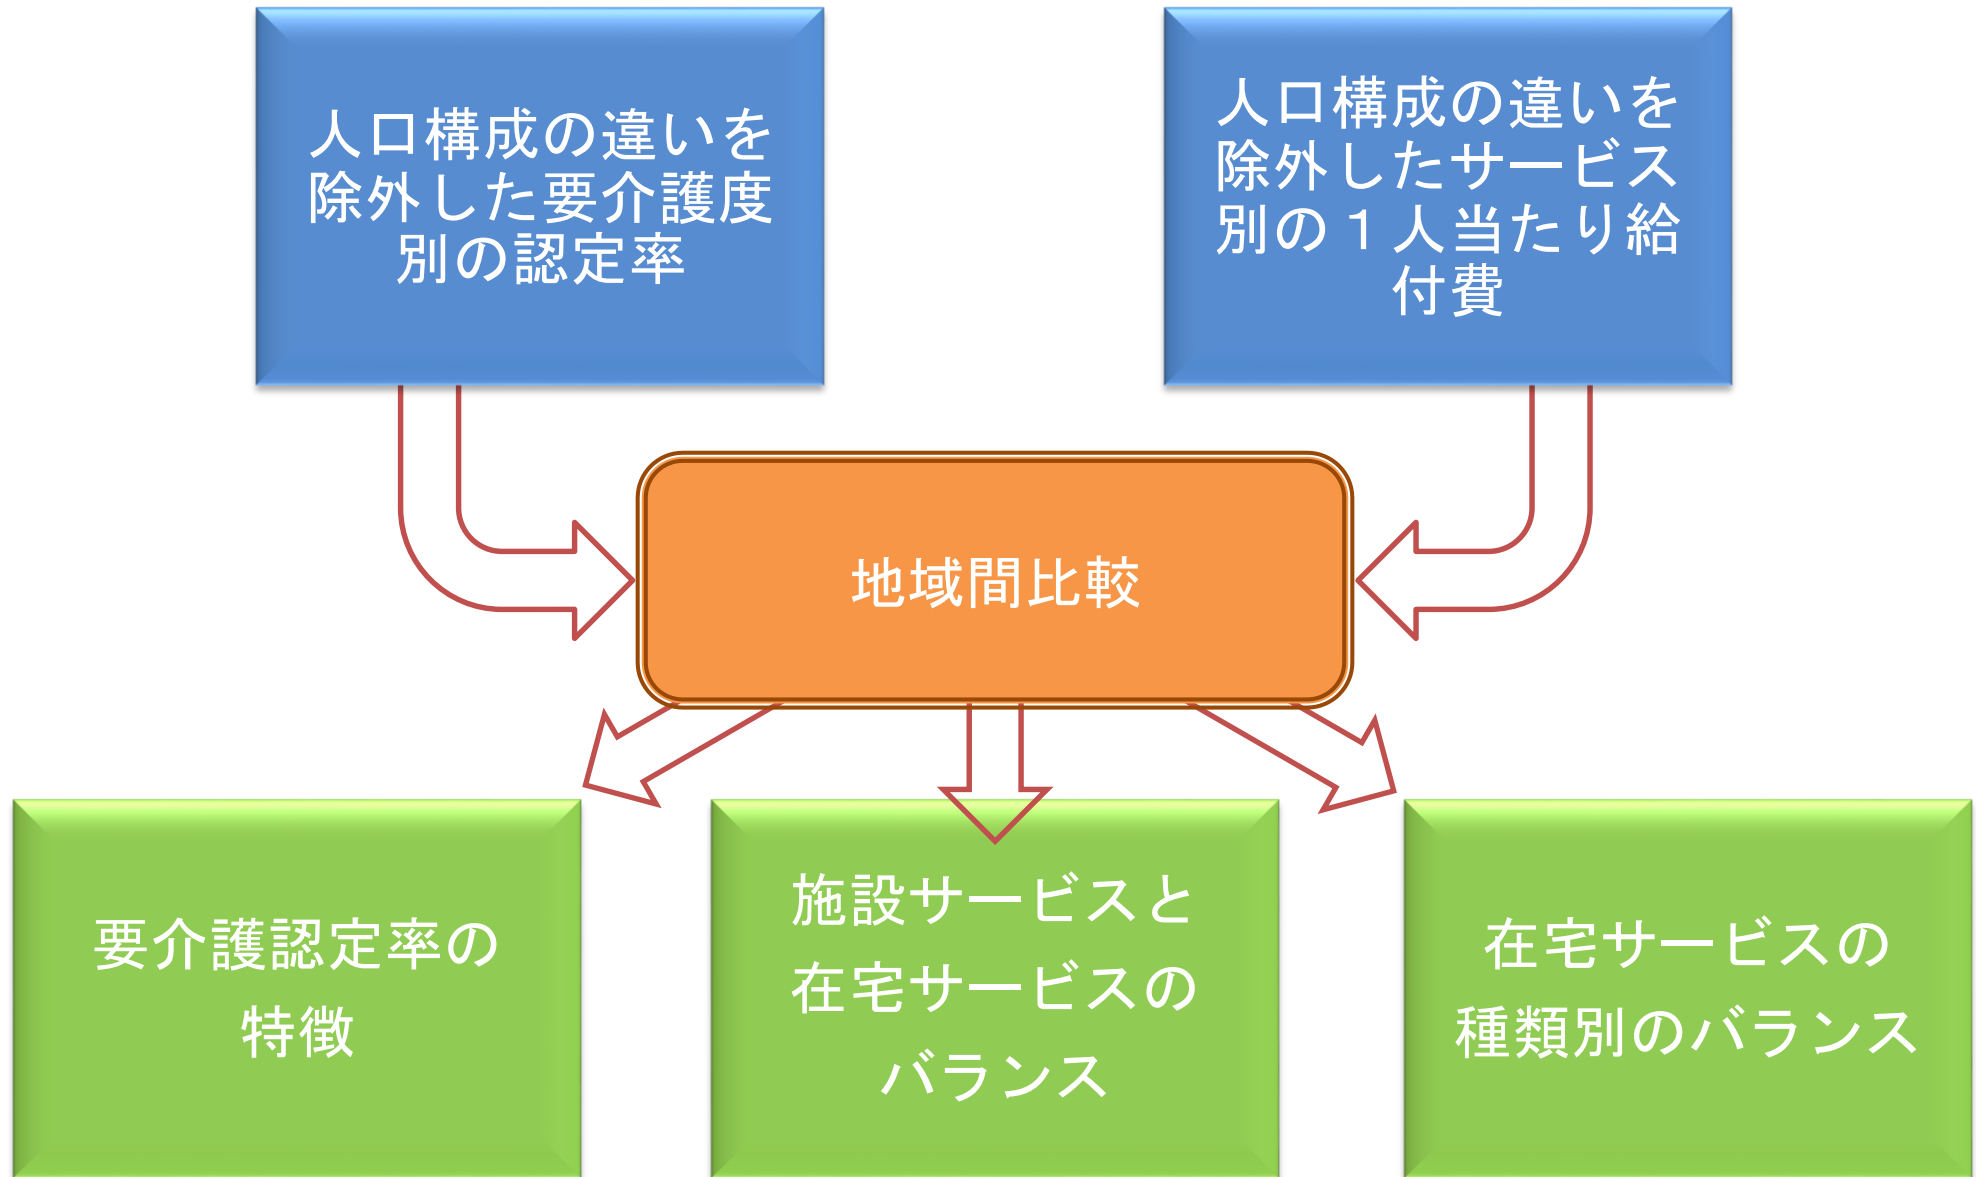 人口構成の違いを
除外した要介護度
別の認定率
人口構成の違いを
除外したサービス
別の１人当たり給
付費
地域間比較
要介護認定率の
特徴
施設サービスと
在宅サービスの
バランス
在宅サービスの
種類別のバランス